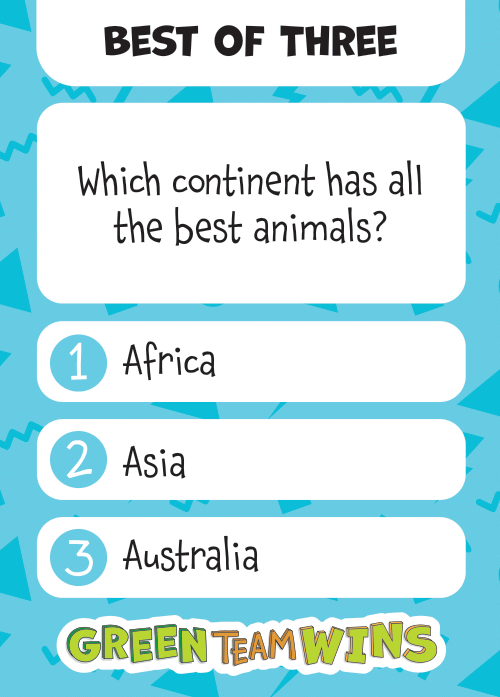 BEST OF THREE
Which continent has all
the best animals?
1 Africa
2 Asia
3 Australia
GREEN TEAM WINS